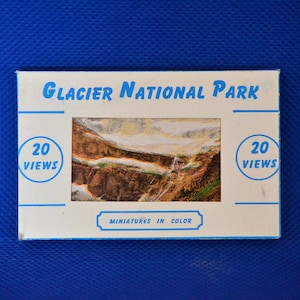 GLACIER NATIONAL PARK
20
VIEWS
20
VIEWS
MINIATURES IN COLOR